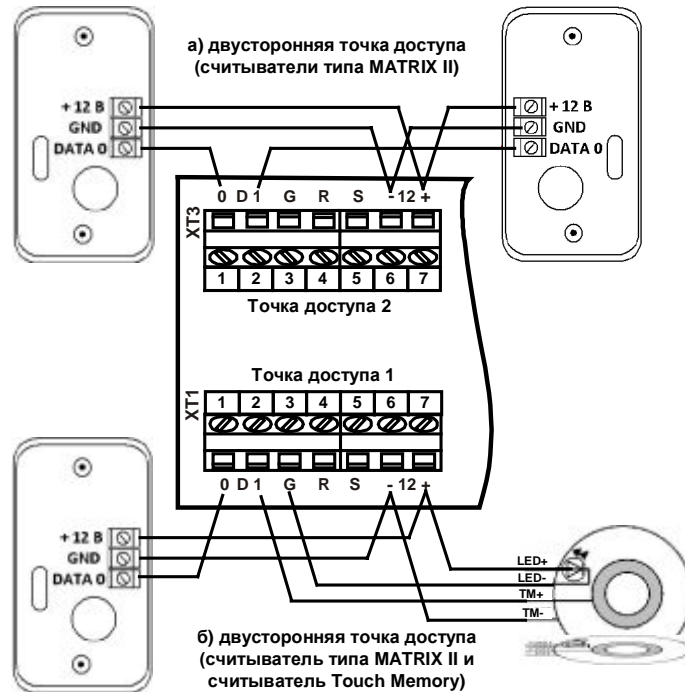 а) двусторонняя точка доступа
(считыватели типа MATRIX II)
+ 12 В
GND
DATA 0
+ 12 В
GND
DATA 0
0 D 1 G R S - 12 +
XT3
1 2 3 4 5 6 7
Точка доступа 2
Точка доступа 1
XT1
1 2 3 4 5 6 7
0 D 1 G R S - 12 +
+ 12 В
GND
DATA 0
LED+
LED-
TM+
TM-
б) двусторонняя точка доступа
(считыватель типа MATRIX II и
считыватель Touch Memory)